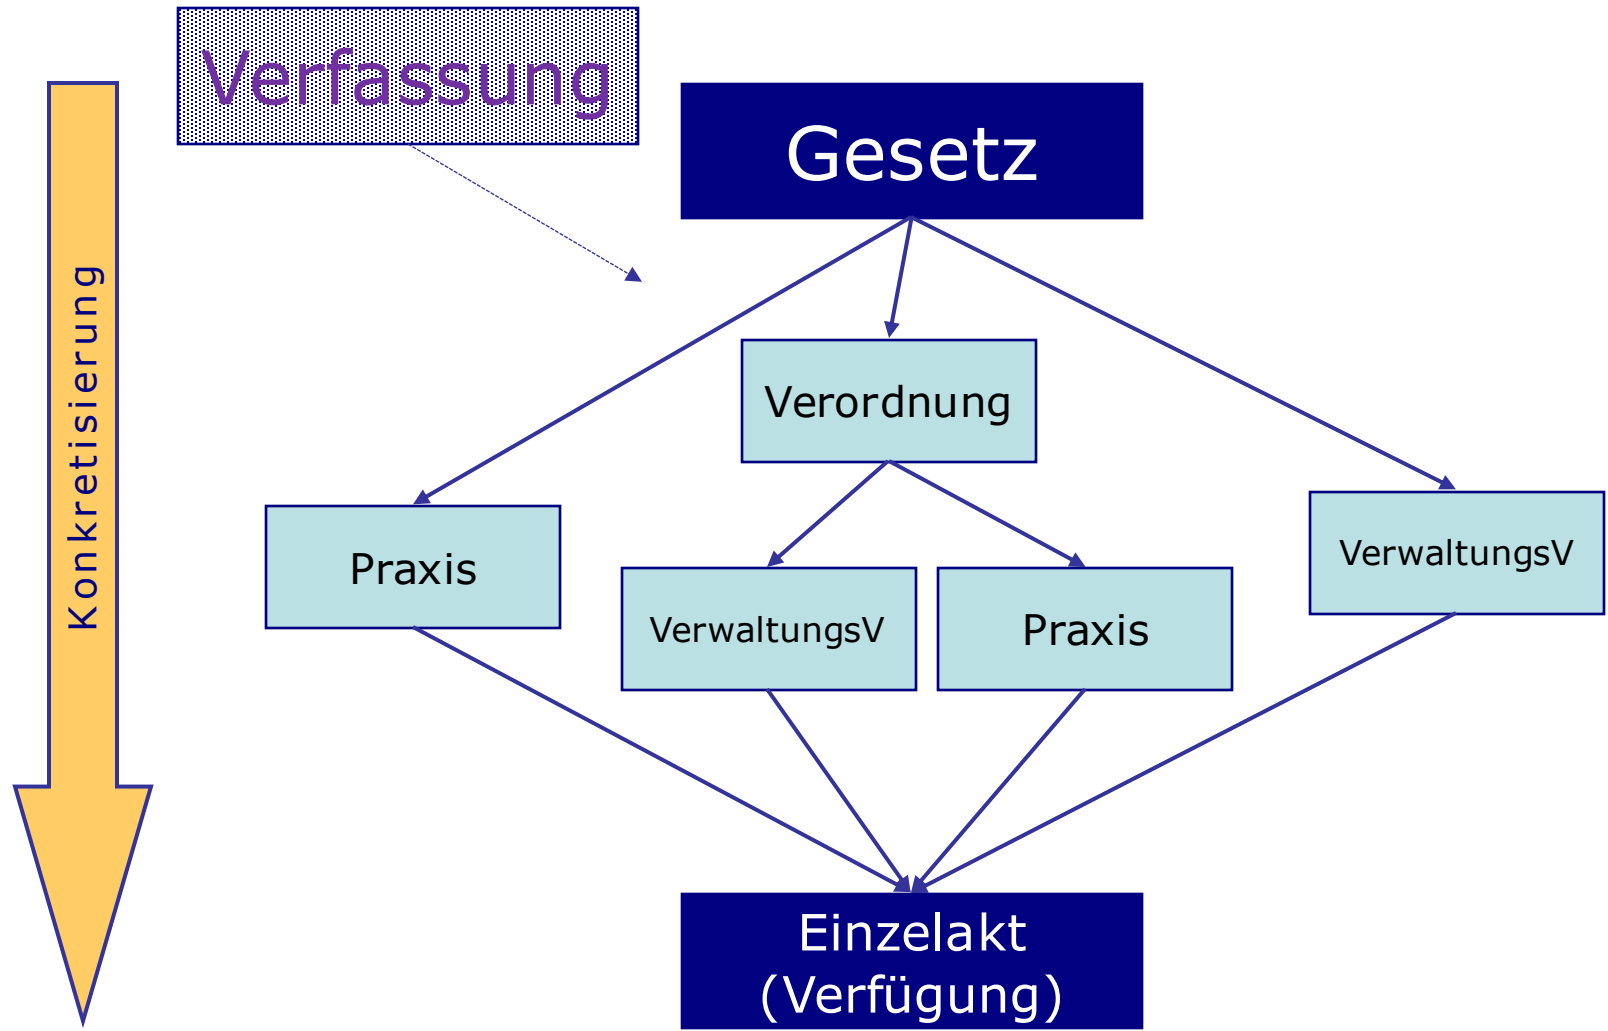 Verfassung
Gesetz
Konkretisierung
Verordnung
Praxis
VerwaltungsV
Praxis
VerwaltungsV
Einzelakt
(Verfügung)